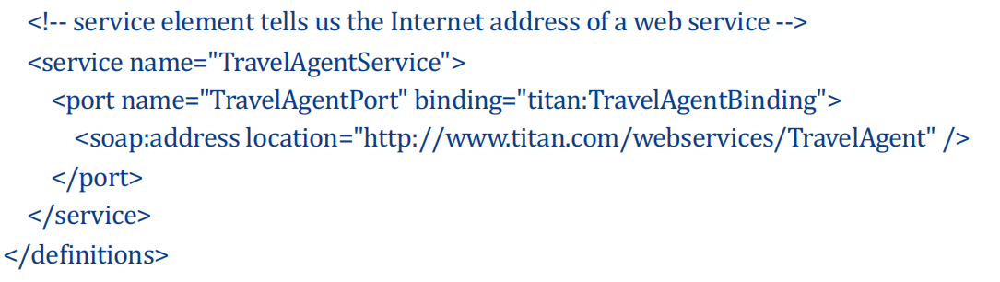 <!-- service element tells us the Internet address of a web service -->
<service name="TravelAgentService">
<port name="TravelAgentPort" binding="titan:TravelAgentBinding">
<soap:address location="http://www.titan.com/webservices/TravelAgent" />
</port>
</service>
</definitions>